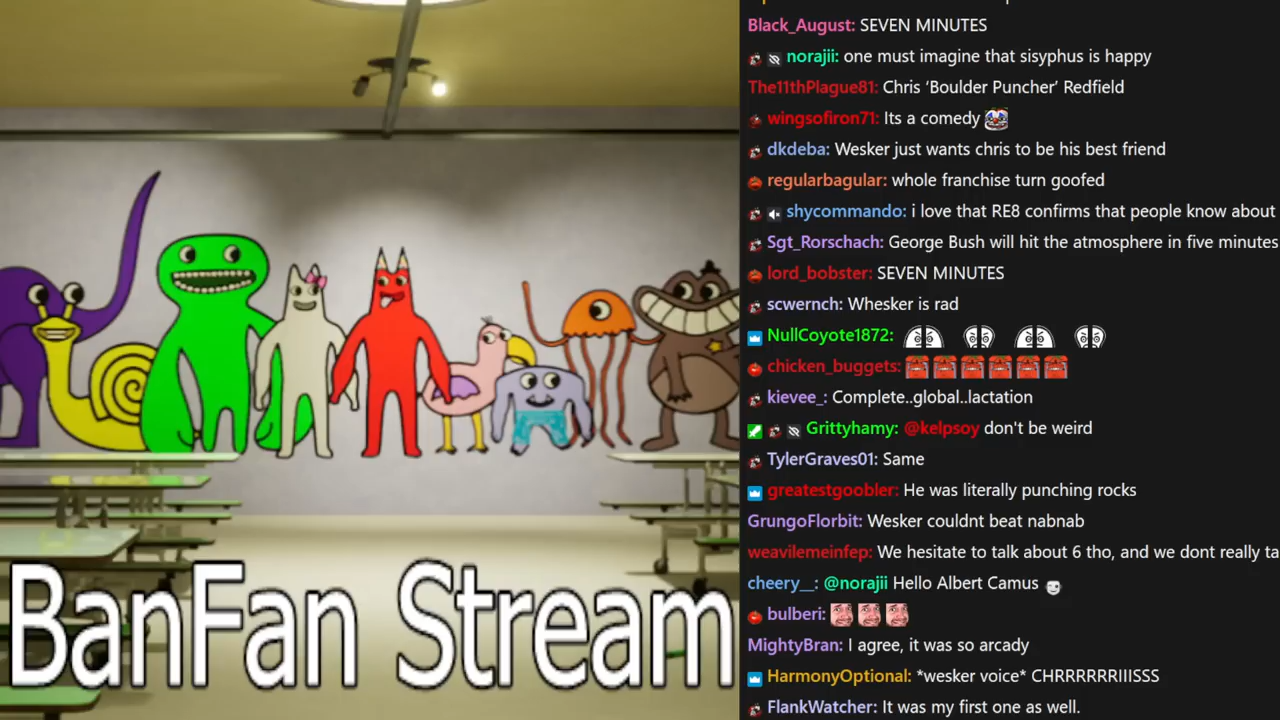 BanFan Stream
Black_August: SEVEN MINUTES
norajii: one must imagine that sisyphus is happy
The11thPlague81: Chris ‘Boulder Puncher’ Redfield
wingsofiron71: Its a comedy
dkdeba: Wesker just wants chris to be his best friend
regularbagular: whole franchise turn goofed
shycommando: i love that RE8 confirms that people know about
Sgt_Rorschach: George Bush will hit the atmosphere in five minutes
lord_bobster: SEVEN MINUTES
scwernch: Whesker is rad
NullCoyote1872:
chicken_buggets:
kievee_: Complete..global..lactation
Grittyhamy: @kelpsoy don't be weird
TylerGraves01: Same
greatestgoobler: He was literally punching rocks
GrungoFlorbit: Wesker couldnt beat nabnab
weavilemeinfep: We hesitate to talk about 6 tho, and we dont really ta
cheery__: @norajii Hello Albert Camus
bulberi:
MightyBran: I agree, it was so arcady
HarmonyOptional: *wesker voice* CHRRRRRRIIISSS
FlankWatcher: It was my first one as well.